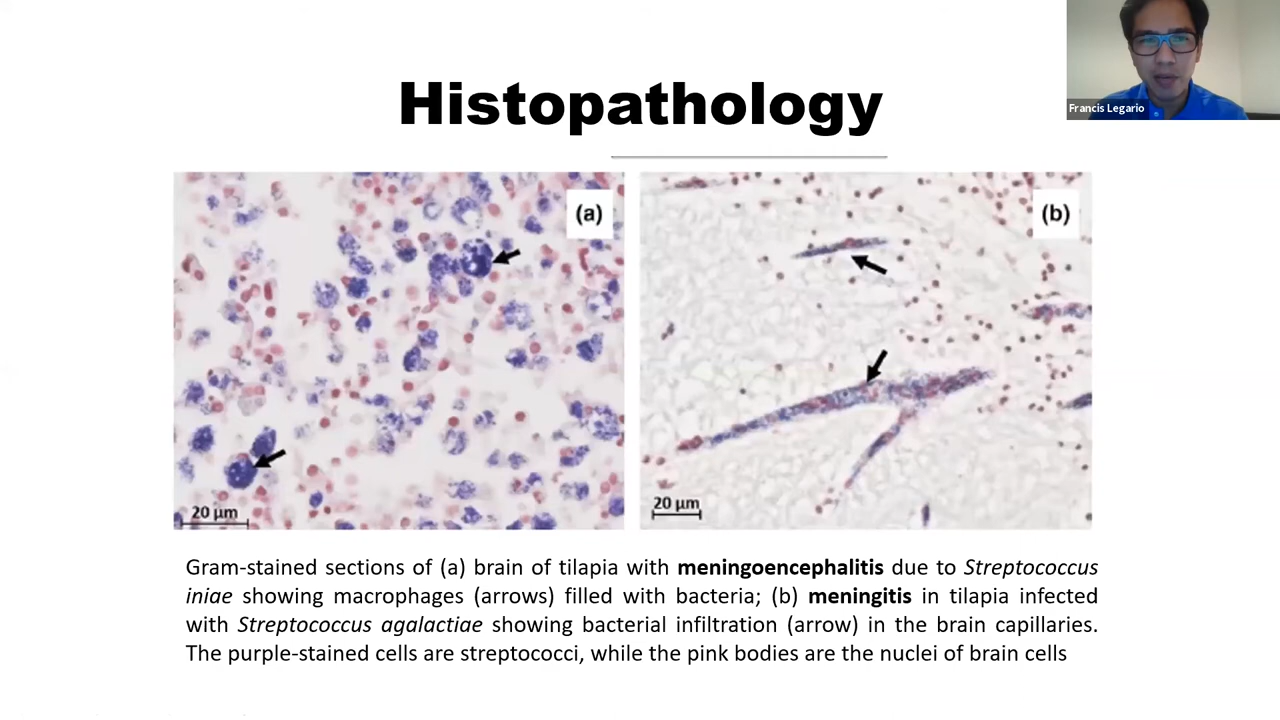 Francis Legario
Histopathology
(a)
(b)
20 µm
20 µm
Gram-stained sections of (a) brain of tilapia with meningoencephalitis due to Streptococcus
iniae showing macrophages (arrows) filled with bacteria; (b) meningitis in tilapia infected
with Streptococcus agalactiae showing bacterial infiltration (arrow) in the brain capillaries.
The purple-stained cells are streptococci, while the pink bodies are the nuclei of brain cells